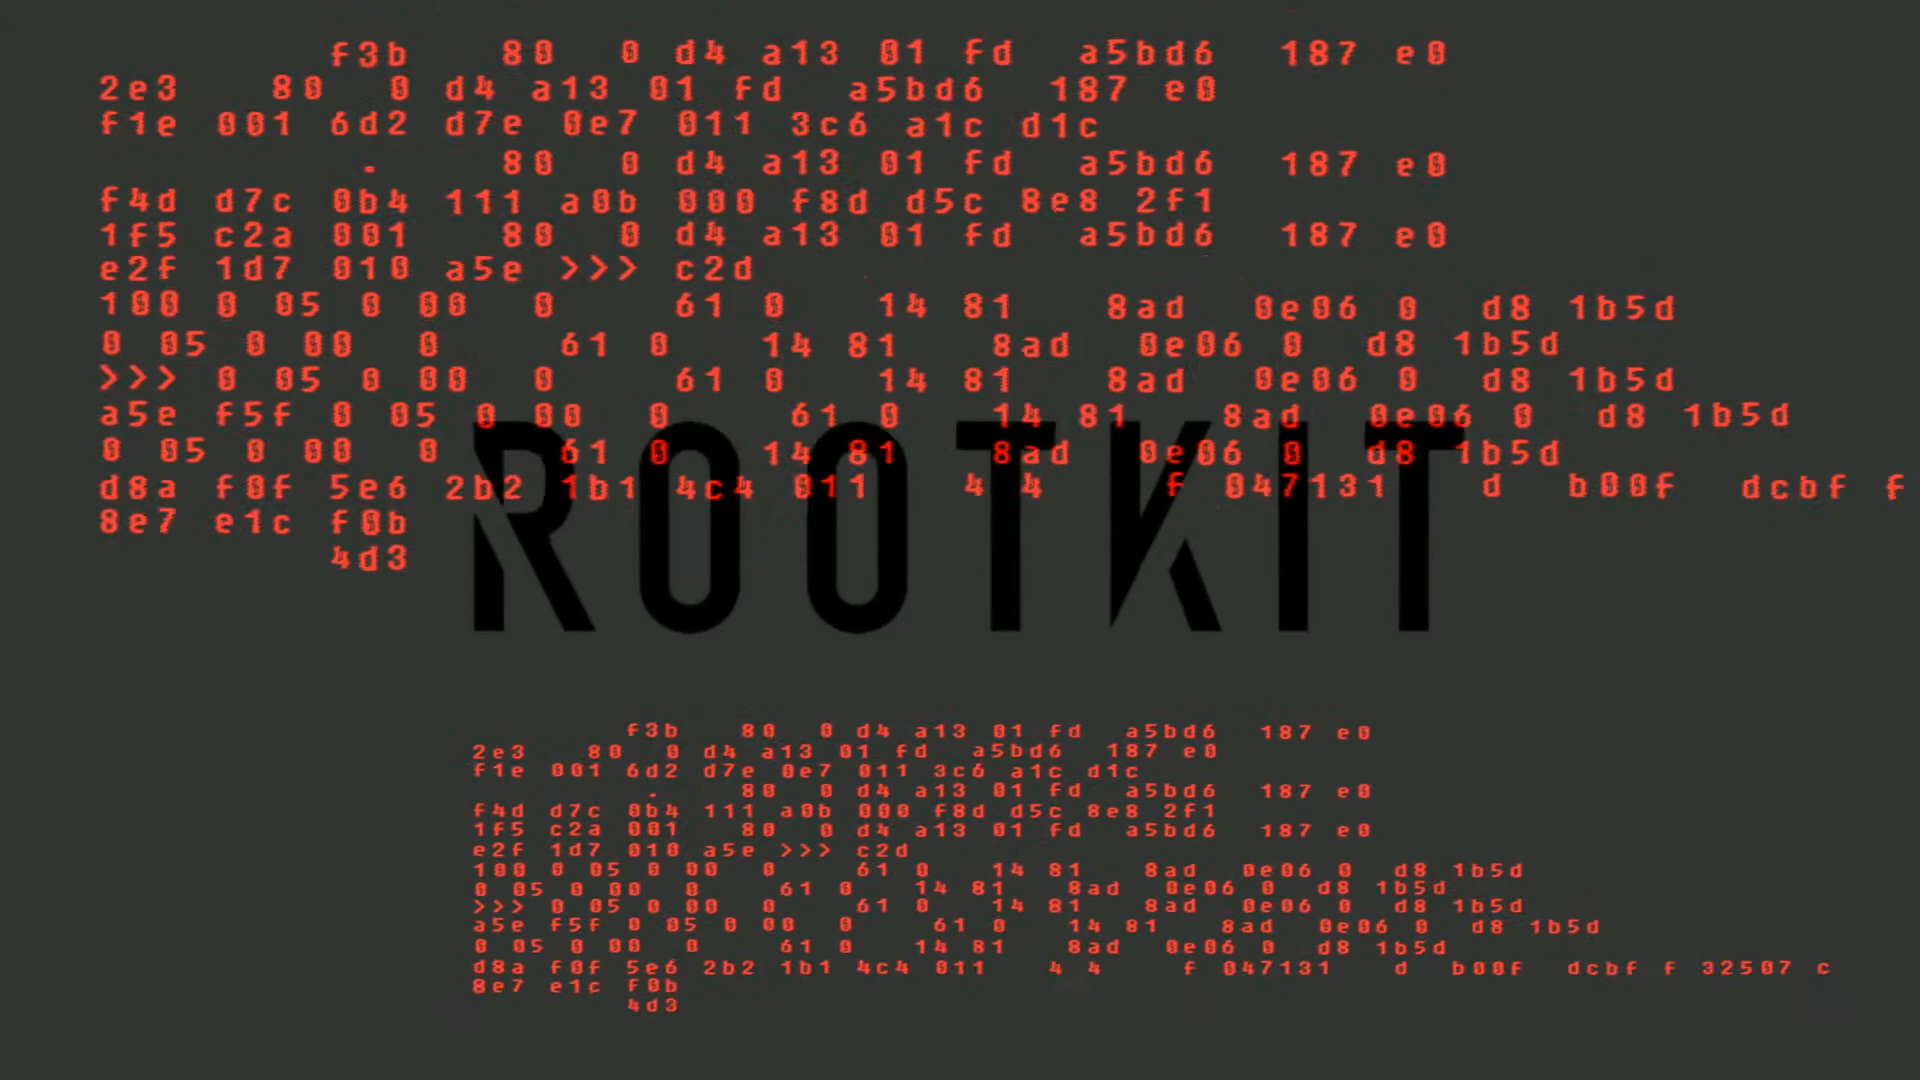 f3b 80 0 d4 a13 01 fd a5bd6 187 e0
2e3 80 0 d4 a13 01 fd a5bd6 187 e0
f1e 001 6d2 d7e 0e7 011 3c6 a1c d1c
. 80 0 d4 a13 01 fd a5bd6 187 e0
f4d d7c 0b4 111 a0b 000 f8d d5c 8e8 2f1
1f5 c2a 001 80 0 d4 a13 01 fd a5bd6 187 e0
e2f 1d7 010 a5e >>> c2d
100 0 05 0 00 0 61 0 14 81 8ad 0e06 0 d8 1b5d
0 05 0 00 0 61 0 14 81 8ad 0e06 0 d8 1b5d
>>> 0 05 0 00 0 61 0 14 81 8ad 0e06 0 d8 1b5d
a5e f5f 0 05 0 00 0 61 0 14 81 8ad 0e06 0 d8 1b5d
0 05 0 00 0 61 0 14 81 8ad 0e06 0 d8 1b5d
d8a f0f 5e6 2b2 1b1 4c4 011 4 4 f 047131 d b00f dcbf f
8e7 e1c f0b
4d3
ROOTKIT
f3b 80 0 d4 a13 01 fd a5bd6 187 e0
2e3 80 0 d4 a13 01 fd a5bd6 187 e0
f1e 001 6d2 d7e 0e7 011 3c6 a1c d1c
. 80 0 d4 a13 01 fd a5bd6 187 e0
f4d d7c 0b4 111 a0b 000 f8d d5c 8e8 2f1
1f5 c2a 001 80 0 d4 a13 01 fd a5bd6 187 e0
e2f 1d7 010 a5e >>> c2d
100 0 05 0 00 0 61 0 14 81 8ad 0e06 0 d8 1b5d
0 05 0 00 0 61 0 14 81 8ad 0e06 0 d8 1b5d
>>> 0 05 0 00 0 61 0 14 81 8ad 0e06 0 d8 1b5d
a5e f5f 0 05 0 00 0 61 0 14 81 8ad 0e06 0 d8 1b5d
0 05 0 00 0 61 0 14 81 8ad 0e06 0 d8 1b5d
d8a f0f 5e6 2b2 1b1 4c4 011 4 4 f 047131 d b00f dcbf f 32507 c
8e7 e1c f0b
4d3